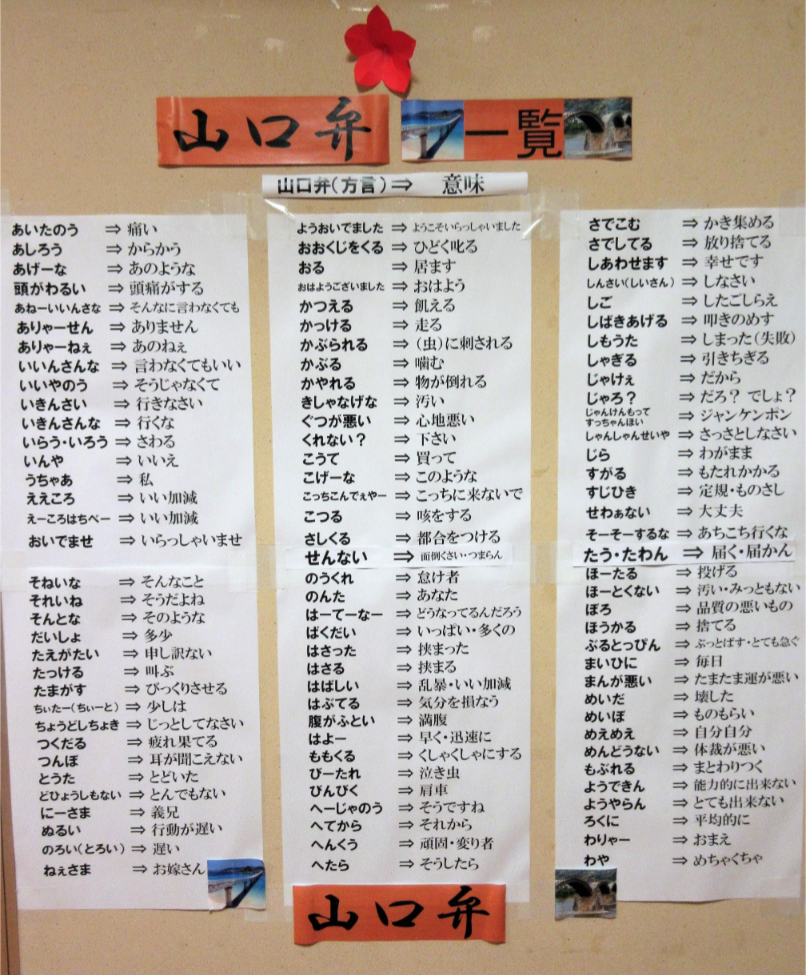 山口弁 一覧
山口弁(方言)⇒ 意味
あいたのう ⇒ 痛い
あしろう ⇒ からかう
あげーな ⇒ あのような
頭がわるい ⇒ 頭痛がする
あねーいいんさな ⇒ そんなに言わなくても
ありゃーせん ⇒ ありません
ありゃーねぇ ⇒ あのねぇ
いいんさんな ⇒ 言わなくてもいい
いいやのう ⇒ そうじゃなくて
いきんさい ⇒ 行きなさい
いきんさんな ⇒ 行くな
いらう・いろう ⇒ さわる
いんや ⇒ いいえ
うちゃあ ⇒ 私
ええころ ⇒ いい加減
えーころはちべー ⇒ いい加減
おいでませ ⇒ いらっしゃいませ
そねいな ⇒ そんなこと
それいね ⇒ そうだよね
そんとな ⇒ そのような
だいしょ ⇒ 多少
たえがたい ⇒ 申し訳ない
たっける ⇒ 叫ぶ
たまがす ⇒ びっくりさせる
ちぃたー(ちぃーと) ⇒ 少しは
ちょうどしちょき ⇒ じっとしてなさい
つくだる ⇒ 疲れ果てる
つんぼ ⇒ 耳が聞こえない
とうた ⇒ とどいた
どひょうしもない ⇒ とんでもない
にーさま ⇒ 義兄
ぬるい ⇒ 行動が遅い
のろい(とろい) ⇒ 遅い
ねぇさま ⇒ お嫁さん
ようおいでました ⇒ ようこそいらっしゃいました
おおくじをくる ⇒ ひどく叱る
おる ⇒ 居ます
おはようございました ⇒ おはよう
かつえる ⇒ 飢える
かっける ⇒ 走る
かぶられる ⇒ (虫)に刺される
かぶる ⇒ 噛む
かやれる ⇒ 物が倒れる
きしゃなげな ⇒ 汚い
ぐつが悪い ⇒ 心地悪い
くれない? ⇒ 下さい
こうて ⇒ 買って
こげーな ⇒ このような
こっちこんでぇやー ⇒ こっちに来ないで
こつる ⇒ 咳をする
さしくる ⇒ 都合をつける
せんない ⇒ 面倒くさい・つまらん
のうくれ ⇒ 怠け者
のんた ⇒ あなた
はーてーなー ⇒ どうなってるんだろう
ばくだい ⇒ いっぱい・多くの
はさった ⇒ 挟まった
はさる ⇒ 挟まる
はばしい ⇒ 乱暴・いい加減
はぶてる ⇒ 気分を損なう
腹がふとい ⇒ 満腹
はよー ⇒ 早く・迅速に
ももくる ⇒ くしゃくしゃにする
びーたれ ⇒ 泣き虫
びんびく ⇒ 肩車
へーじゃのう ⇒ そうですね
へてから ⇒ それから
へんくう ⇒ 頑固・変り者
へたら ⇒ そうしたら
さでこむ ⇒ かき集める
さでしてる ⇒ 放り捨てる
しあわせます ⇒ 幸せです
しんさい(しいさん) ⇒ しなさい
しご ⇒ したごしらえ
しばきあげる ⇒ 叩きのめす
しもうた ⇒ しまった(失敗)
しゃぎる ⇒ 引きちぎる
じゃけぇ ⇒ だから
じゃろ? ⇒ だろ? でしょ?
じゃんけんもって
すっちゃんほい ⇒ ジャンケンポン
しゃんしゃんせいや ⇒ さっさとしなさい
じら ⇒ わがまま
すがる ⇒ もたれかかる
すじひき ⇒ 定規・ものさし
せわぁない ⇒ 大丈夫
そーそーするな ⇒ あちこち行くな
たう・たわん ⇒ 届く・届かん
ほーたる ⇒ 投げる
ほーとくない ⇒ 汚い・みっともない
ぼろ ⇒ 品質の悪いもの
ほうかる ⇒ 捨てる
ぶるとっぴん ⇒ ぶっとばす・とても急ぐ
まいひに ⇒ 毎日
まんが悪い ⇒ たまたま運が悪い
めいだ ⇒ 壊した
めいぼ ⇒ ものもらい
めえめえ ⇒ 自分自分
めんどうない ⇒ 体裁が悪い
もぶれる ⇒ まとわりつく
ようできん ⇒ 能力的に出来ない
ようやらん ⇒ とても出来ない
ろくに ⇒ 平均的に
わりゃー ⇒ おまえ
わや ⇒ めちゃくちゃ
山口弁